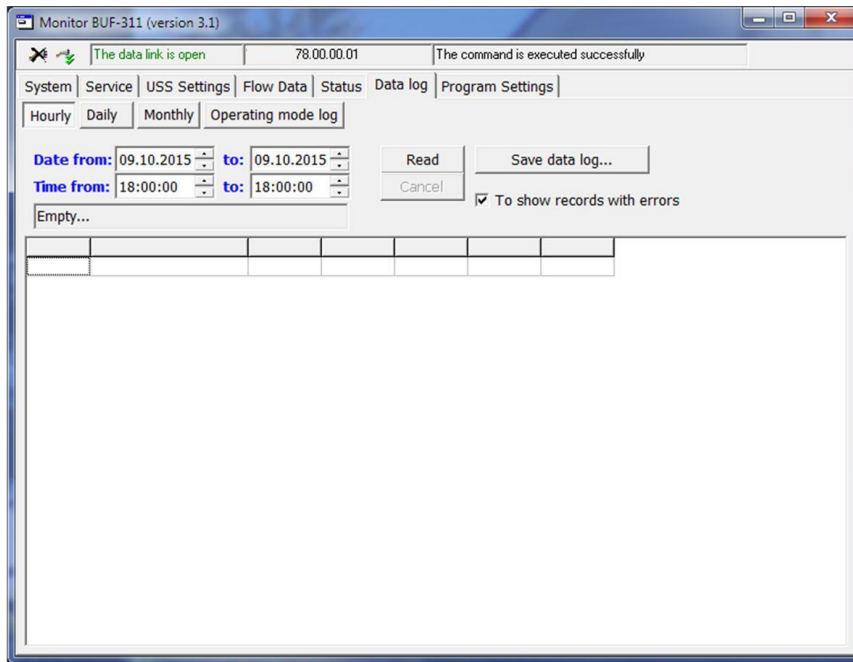 Monitor BUF-311 (version 3.1)
The data link is open 78.00.00.01 The command is executed successfully
System Service USS Settings Flow Data Status Data log Program Settings
Hourly Daily Monthly Operating mode log
Date from: 09.10.2015 to: 09.10.2015 Read Save data log...
Time from: 18:00:00 to: 18:00:00 Cancel
To show records with errors
Empty...